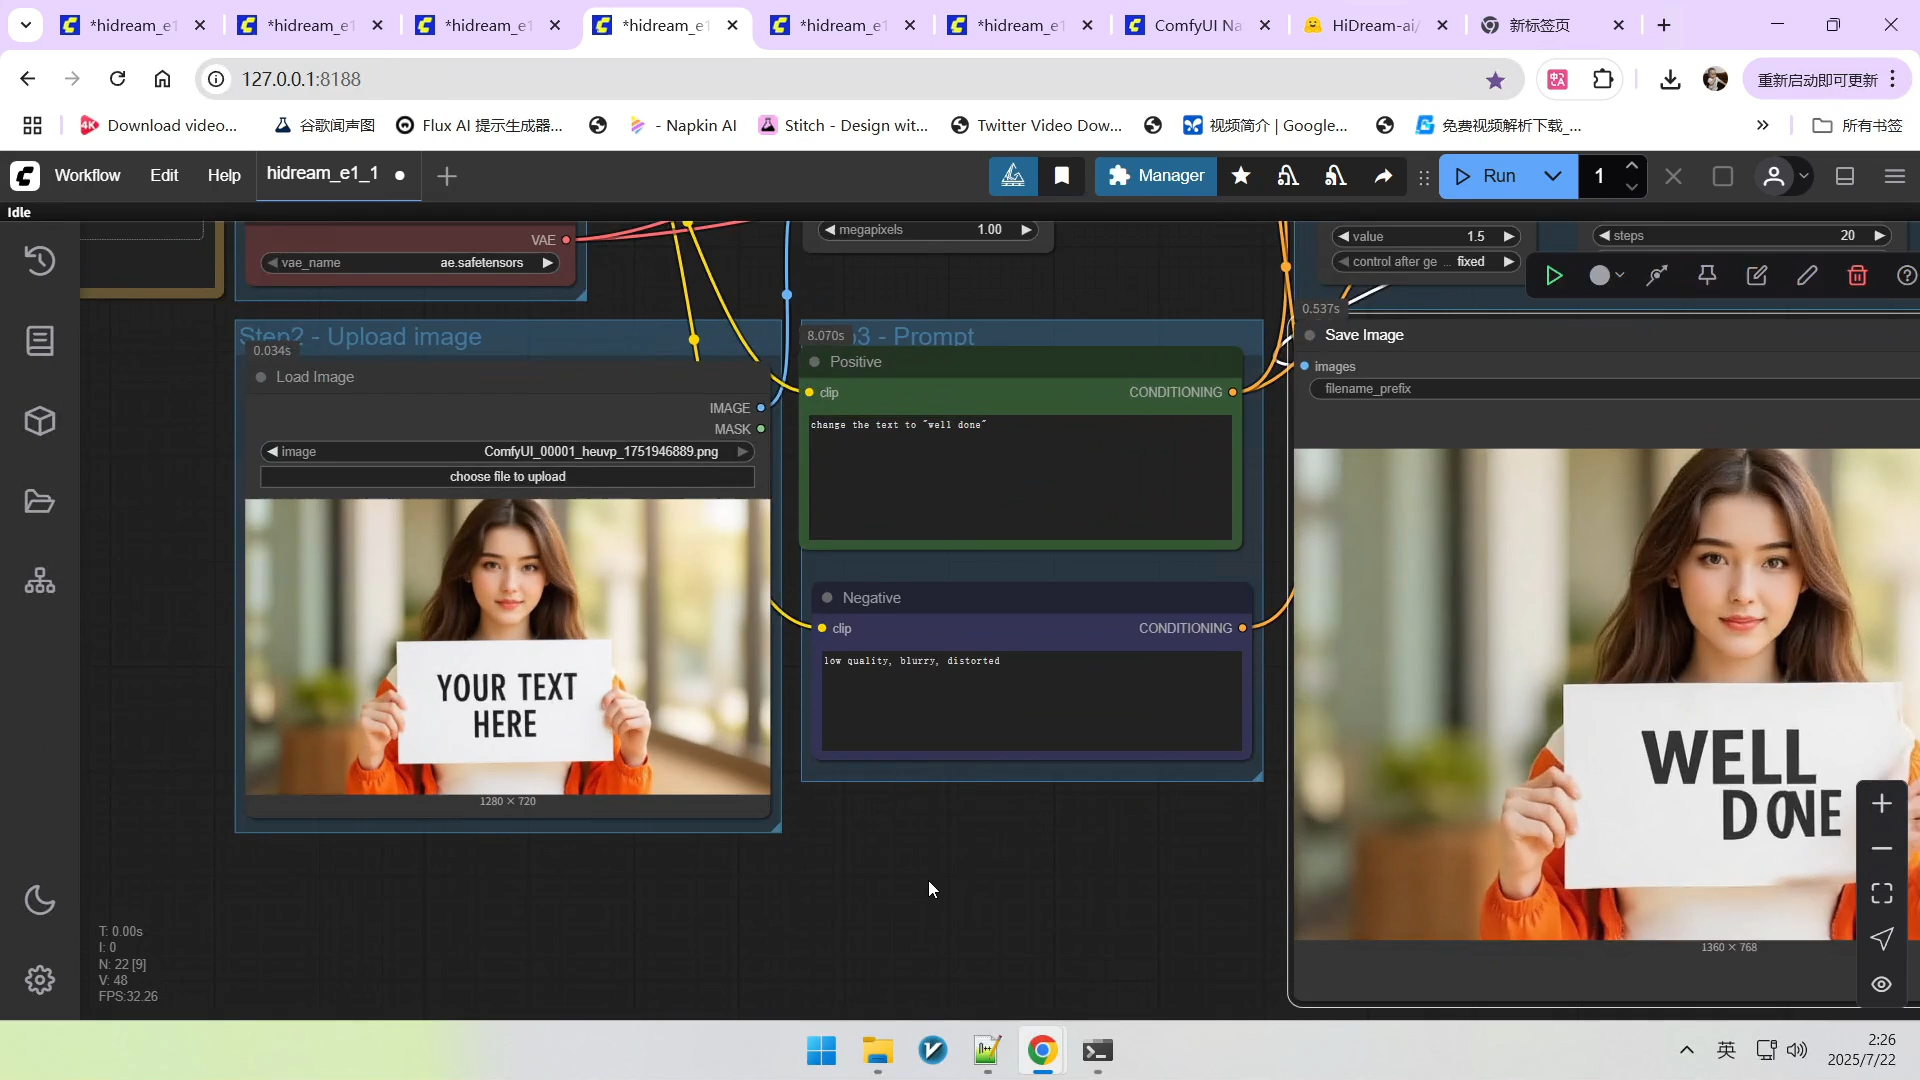 *hidream_e1
*hidream_e1
*hidream_e1
*hidream_e1
*hidream_e1
*hidream_e1
ComfyUI Na
HiDream-ai/
新标签页
127.0.0.1:8188
重新启动即可更新
Download video...
谷歌闻声图
Flux AI 提示生成器...
- Napkin AI
Stitch - Design wit...
Twitter Video Dow...
视频简介 | Google...
免费视频解析下载_...
所有书签
Workflow
Edit
Help
hidream_e1_1
Manager
Run
1
Idle
VAE
vae_name
ae.safetensors
megapixels
1.00
value
1.5
control after ge ...
fixed
steps
20
Step2 - Upload image
0.034s
Load Image
IMAGE
MASK
image
ComfyUI_00001_heuvp_1751946889.png
choose file to upload
YOUR TEXT
HERE
1280 × 720
8.070s
3 - Prompt
Positive
clip
CONDITIONING
change the text to "well done"
Negative
clip
CONDITIONING
low quality, blurry, distorted
0.537s
Save Image
images
filename_prefix
WELL
DONE
1360 × 768
T: 0.00s
I: 0
N: 22 [9]
V: 48
FPS:32.26
英
2:26
2025/7/22